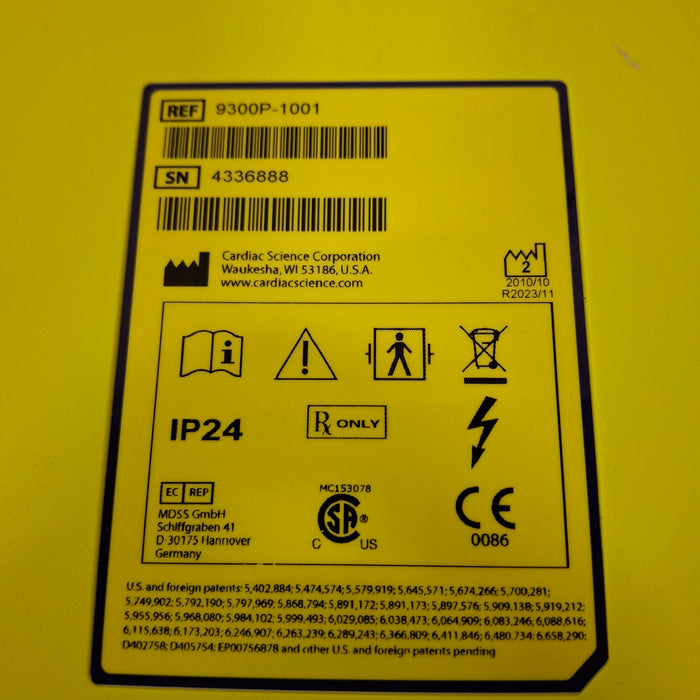 REF 9300P-1001
SN 4336888
Cardiac Science Corporation
Waukesha, WI 53186, U.S.A.
www.cardiacscience.com
2
2010/10
R2023/11
i
!
IP24
Rx ONLY
EC REP
MDSS GmbH
Schiffgraben 41
D-30175 Hannover
Germany
MC153078
CSA®
C US
CE
0086
U.S. and foreign patents: 5,402,884; 5,474,574; 5,579,919; 5,645,571; 5,674,266; 5,700,281;
5,749,902; 5,792,190; 5,797,969; 5,868,794; 5,891,172; 5,891,173; 5,897,576; 5,909,138; 5,919,212;
5,955,956; 5,968,080; 5,984,102; 5,999,493; 6,029,085; 6,038,473; 6,064,909; 6,083,246; 6,088,616;
6,115,638; 6,173,203; 6,246,907; 6,263,239; 6,289,243; 6,366,809; 6,411,846; 6,480,734; 6,658,290;
D402758; D405754; EP00756878 and other U.S. and foreign patents pending